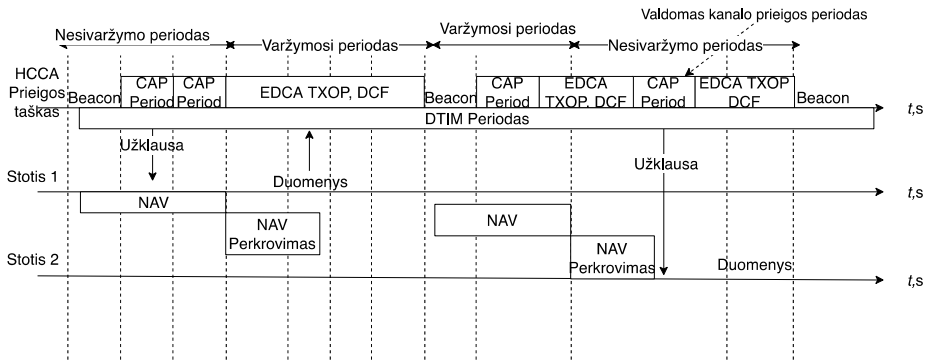 Valdomas kanalo prieigos periodas
Nesivaržymo periodas
Varžymosi periodas
Varžymosi periodas
Nesivaržymo periodas
HCCA
Prieigos
taškas
Beacon
CAP
Period
CAP
Period
EDCA TXOP, DCF
Beacon
CAP
Period
EDCA
TXOP, DCF
CAP
Period
EDCA TXOP
DCF
Beacon
t,s
DTIM Periodas
Užklausa
Duomenys
Užklausa
Stotis 1
t,s
NAV
NAV
Perkrovimas
NAV
NAV
Perkrovimas
Stotis 2
Duomenys
t,s